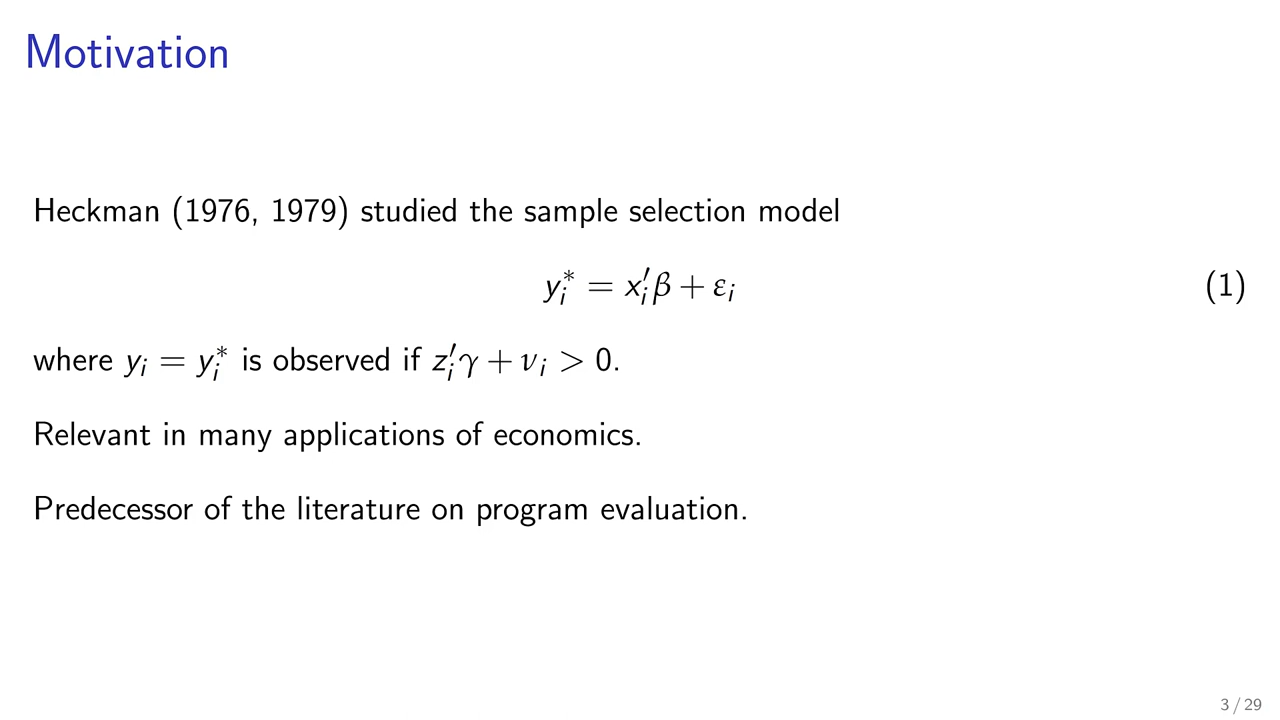 Motivation
Heckman (1976, 1979) studied the sample selection model
y*ᵢ = x′ᵢβ + εᵢ (1)
where yᵢ = y*ᵢ is observed if z′ᵢγ + νᵢ > 0.
Relevant in many applications of economics.
Predecessor of the literature on program evaluation.
3 / 29